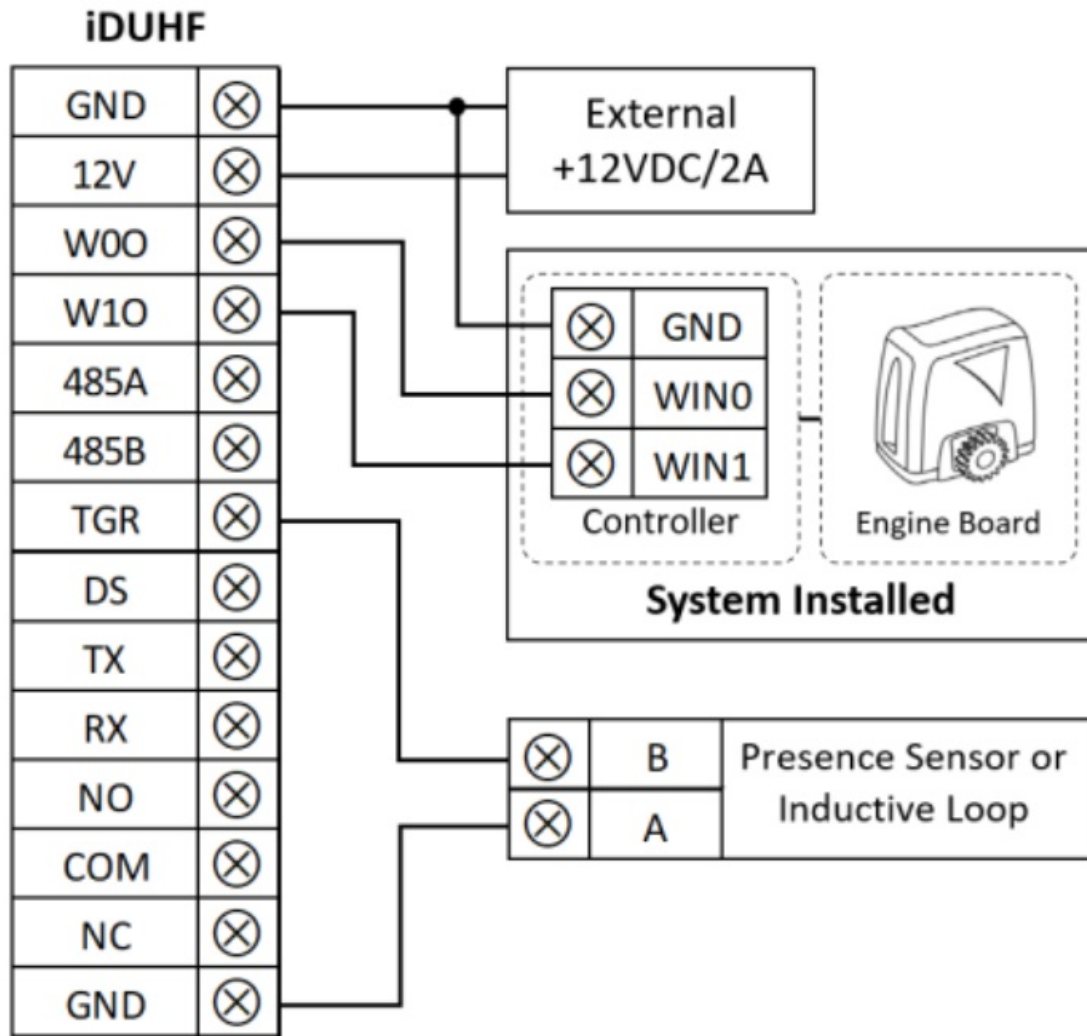 iDUHF
GND
12V
W0O
W1O
485A
485B
TGR
DS
TX
RX
NO
COM
NC
GND
External
+12VDC/2A
GND
WIN0
WIN1
Controller
Engine Board
System Installed
B
A
Presence Sensor or
Inductive Loop